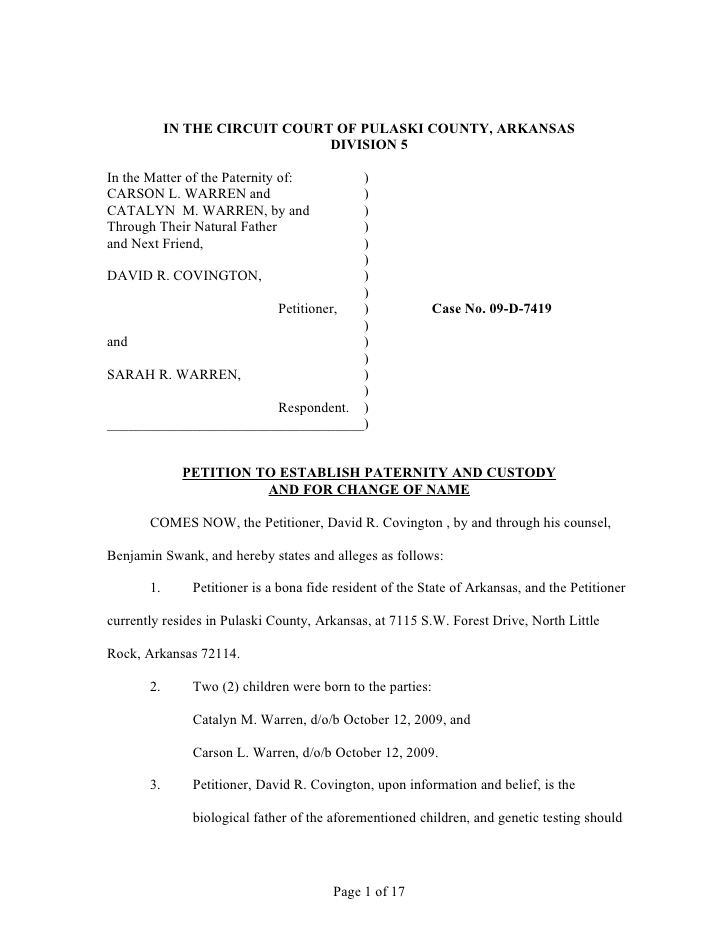 IN THE CIRCUIT COURT OF PULASKI COUNTY, ARKANSAS
DIVISION 5
In the Matter of the Paternity of: )
CARSON L. WARREN and )
CATALYN M. WARREN, by and )
Through Their Natural Father )
and Next Friend, )
)
DAVID R. COVINGTON, )
)
Petitioner, ) Case No. 09-D-7419
)
and )
)
SARAH R. WARREN, )
)
Respondent. )
___________________________________)
PETITION TO ESTABLISH PATERNITY AND CUSTODY
AND FOR CHANGE OF NAME
COMES NOW, the Petitioner, David R. Covington , by and through his counsel,
Benjamin Swank, and hereby states and alleges as follows:
1. Petitioner is a bona fide resident of the State of Arkansas, and the Petitioner
currently resides in Pulaski County, Arkansas, at 7115 S.W. Forest Drive, North Little
Rock, Arkansas 72114.
2. Two (2) children were born to the parties:
Catalyn M. Warren, d/o/b October 12, 2009, and
Carson L. Warren, d/o/b October 12, 2009.
3. Petitioner, David R. Covington, upon information and belief, is the
biological father of the aforementioned children, and genetic testing should
Page 1 of 17